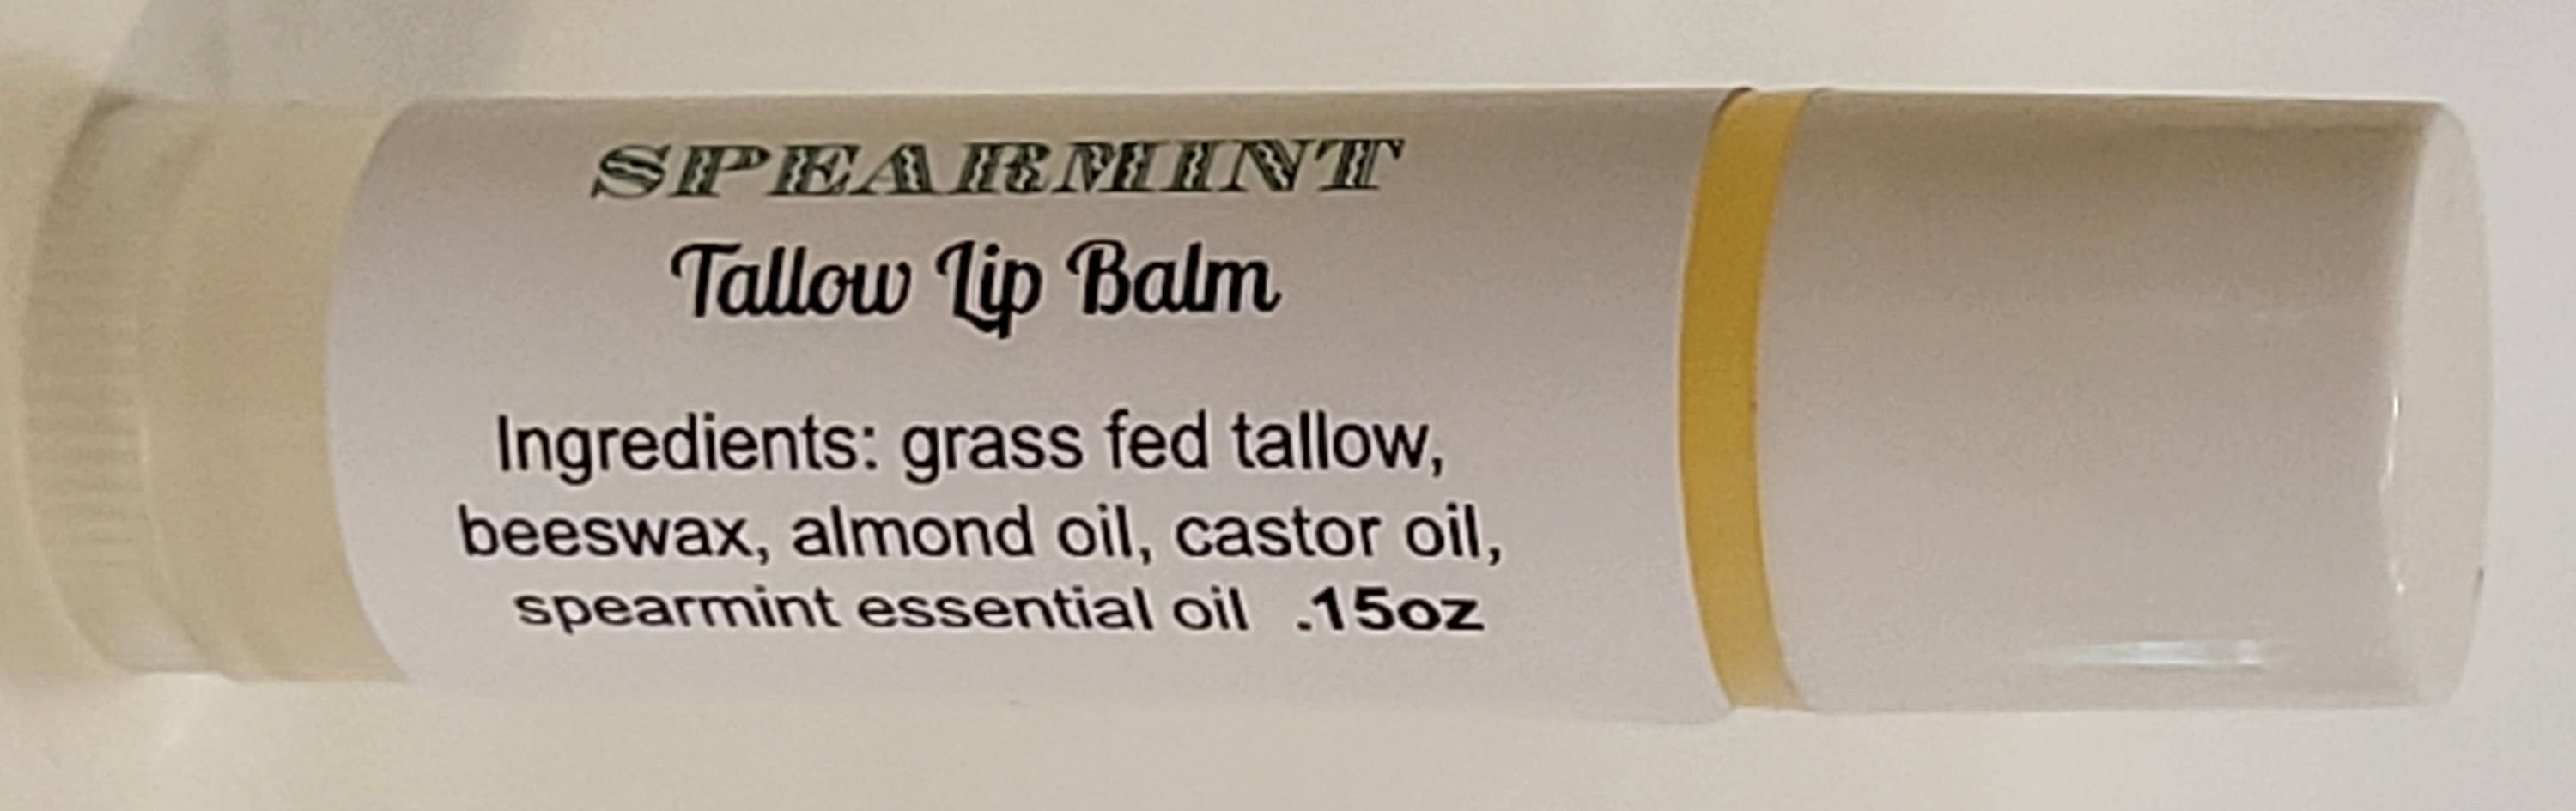 SPEARMINT
Tallow Lip Balm
Ingredients: grass fed tallow,
beeswax, almond oil, castor oil,
spearmint essential oil .15oz